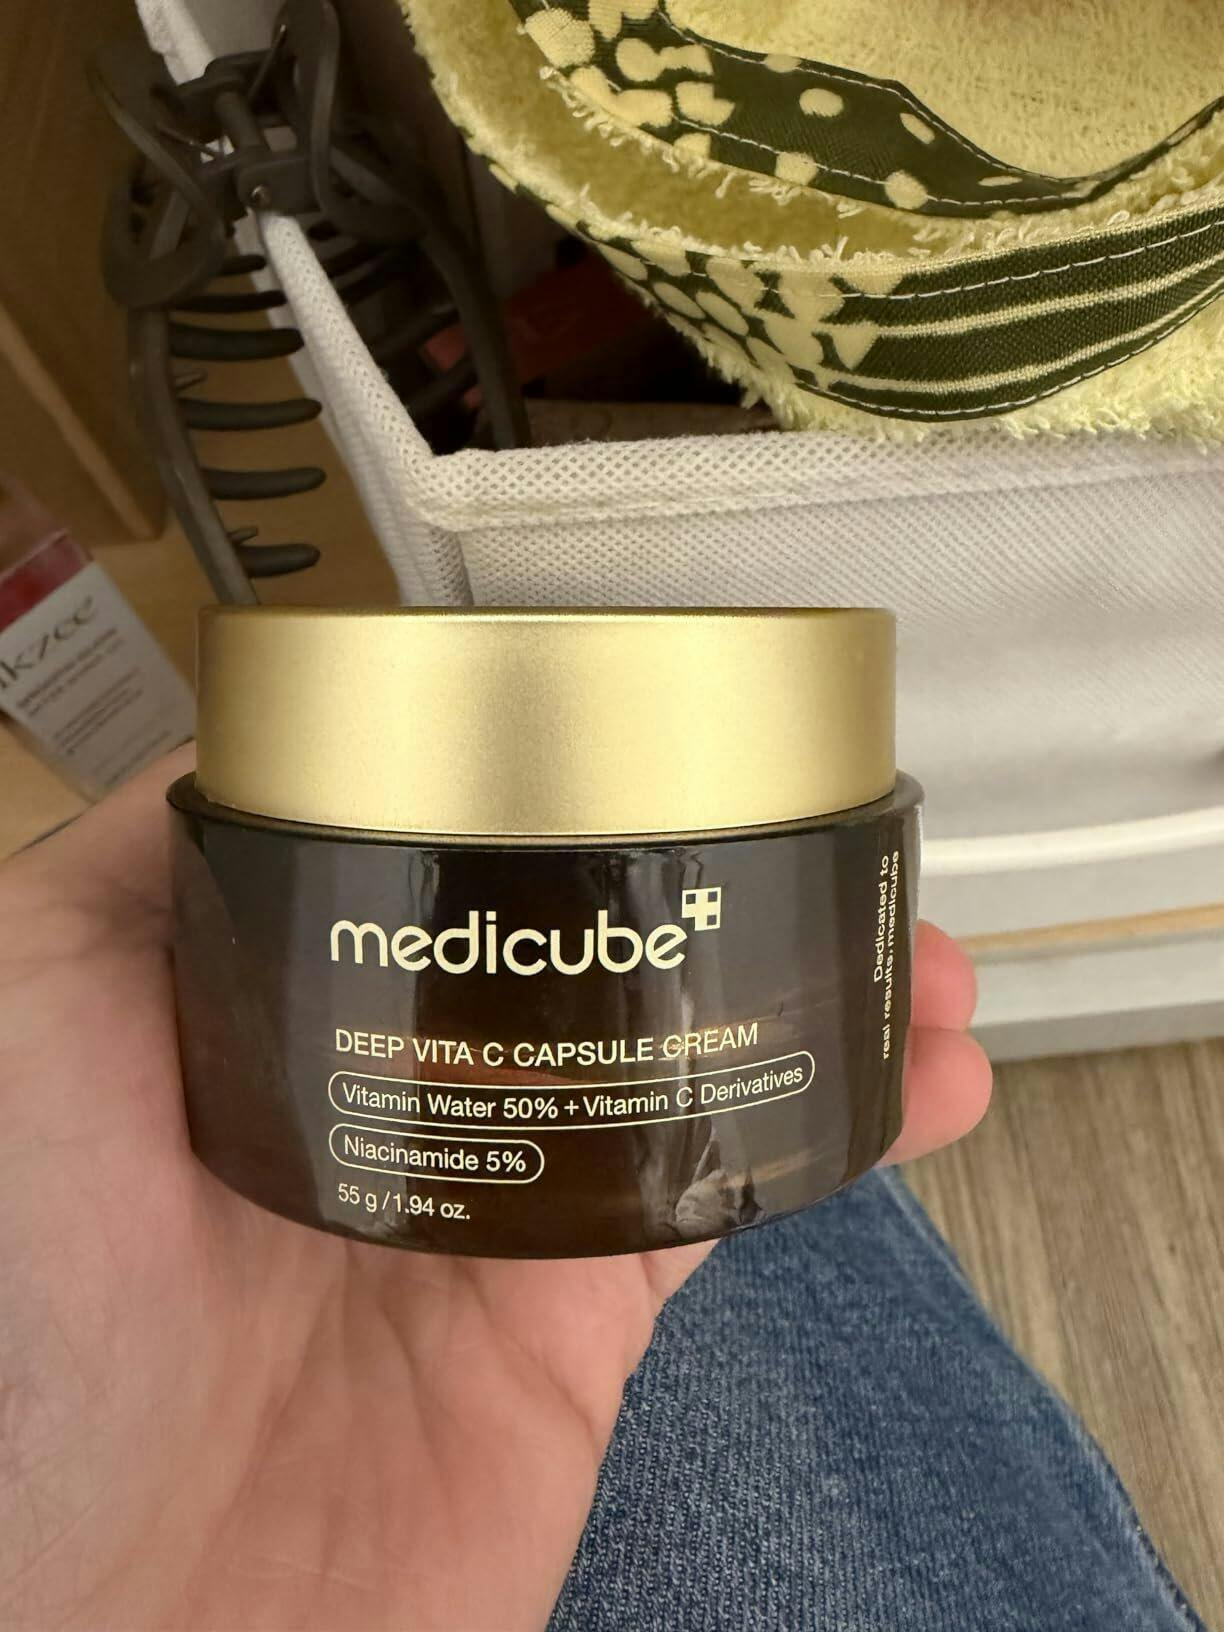 medicube
DEEP VITA C CAPSULE CREAM
Vitamin Water 50% + Vitamin C Derivatives
Niacinamide 5%
55 g / 1.94 oz.
Dedicated to
real results, medicube